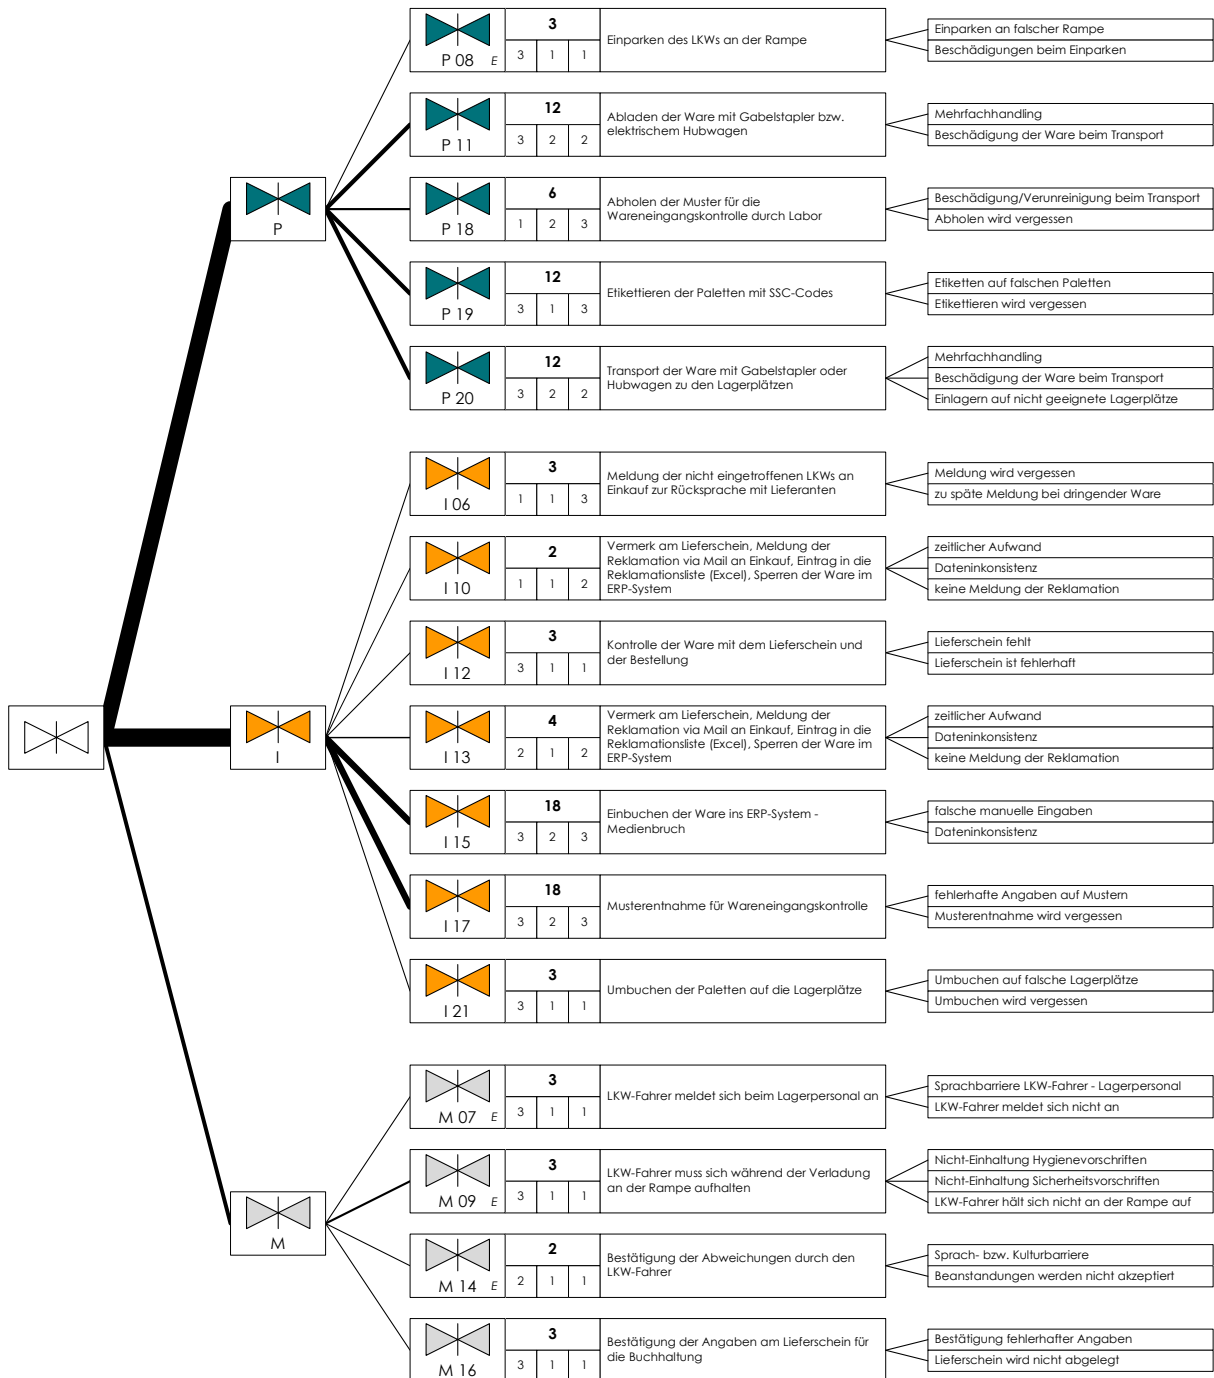 3
P 08 E
3 1 1
Einparken des LKWs an der Rampe
Einparken an falscher Rampe
Beschädigungen beim Einparken
12
P 11
3 2 2
Abladen der Ware mit Gabelstapler bzw.
elektrischem Hubwagen
Mehrfachhandling
Beschädigung der Ware beim Transport
P
6
P 18
1 2 3
Abholen der Muster für die
Wareneingangskontrolle durch Labor
Beschädigung/Verunreinigung beim Transport
Abholen wird vergessen
12
P 19
3 1 3
Etikettieren der Paletten mit SSC-Codes
Etiketten auf falschen Paletten
Etikettieren wird vergessen
12
P 20
3 2 2
Transport der Ware mit Gabelstapler oder
Hubwagen zu den Lagerplätzen
Mehrfachhandling
Beschädigung der Ware beim Transport
Einlagern auf nicht geeignete Lagerplätze
3
I 06
1 1 3
Meldung der nicht eingetroffenen LKWs an
Einkauf zur Rücksprache mit Lieferanten
Meldung wird vergessen
zu späte Meldung bei dringender Ware
2
I 10
1 1 2
Vermerk am Lieferschein, Meldung der
Reklamation via Mail an Einkauf, Eintrag in die
Reklamationsliste (Excel), Sperren der Ware im
ERP-System
zeitlicher Aufwand
Dateninkonsistenz
keine Meldung der Reklamation
3
I 12
3 1 1
Kontrolle der Ware mit dem Lieferschein und
der Bestellung
Lieferschein fehlt
Lieferschein ist fehlerhaft
I
4
I 13
2 1 2
Vermerk am Lieferschein, Meldung der
Reklamation via Mail an Einkauf, Eintrag in die
Reklamationsliste (Excel), Sperren der Ware im
ERP-System
zeitlicher Aufwand
Dateninkonsistenz
keine Meldung der Reklamation
18
I 15
3 2 3
Einbuchen der Ware ins ERP-System -
Medienbruch
falsche manuelle Eingaben
Dateninkonsistenz
18
I 17
3 2 3
Musterentnahme für Wareneingangskontrolle
fehlerhafte Angaben auf Mustern
Musterentnahme wird vergessen
3
I 21
3 1 1
Umbuchen der Paletten auf die Lagerplätze
Umbuchen auf falsche Lagerplätze
Umbuchen wird vergessen
3
M 07 E
3 1 1
LKW-Fahrer meldet sich beim Lagerpersonal an
Sprachbarriere LKW-Fahrer - Lagerpersonal
LKW-Fahrer meldet sich nicht an
3
M 09 E
3 1 1
LKW-Fahrer muss sich während der Verladung
an der Rampe aufhalten
Nicht-Einhaltung Hygienevorschriften
Nicht-Einhaltung Sicherheitsvorschriften
LKW-Fahrer hält sich nicht an der Rampe auf
M
2
M 14 E
2 1 1
Bestätigung der Abweichungen durch den
LKW-Fahrer
Sprach- bzw. Kulturbarriere
Beanstandungen werden nicht akzeptiert
3
M 16
3 1 1
Bestätigung der Angaben am Lieferschein für
die Buchhaltung
Bestätigung fehlerhafter Angaben
Lieferschein wird nicht abgelegt